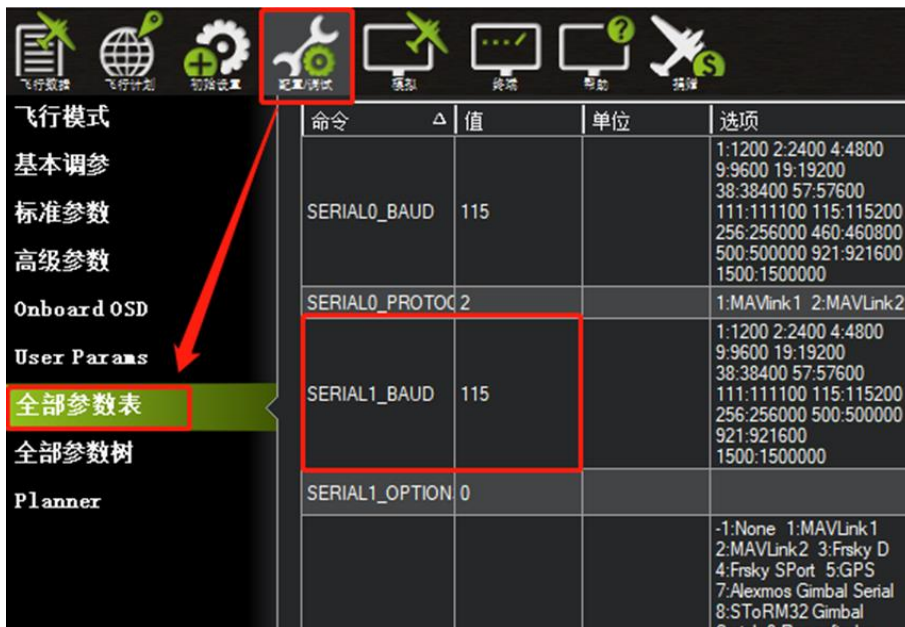 飞行数据 飞行计划 初始设置 配置/调试 模拟 终端 帮助 捐赠
飞行模式
基本调参
标准参数
高级参数
Onboard OSD
User Params
全部参数表
全部参数树
Planner
命令 值 单位 选项
SERIAL0_BAUD 115
1:1200 2:2400 4:4800
9:9600 19:19200
38:38400 57:57600
111:111100 115:115200
256:256000 460:460800
500:500000 921:921600
1500:1500000
SERIAL0_PROTOC 2 1:MAVlink1 2:MAVLink2
SERIAL1_BAUD 115
1:1200 2:2400 4:4800
9:9600 19:19200
38:38400 57:57600
111:111100 115:115200
256:256000 500:500000
921:921600
1500:1500000
SERIAL1_OPTION 0
-1:None 1:MAVLink1
2:MAVLink2 3:Frsky D
4:Frsky SPort 5:GPS
7:Alexmos Gimbal Serial
8:SToRM32 Gimbal